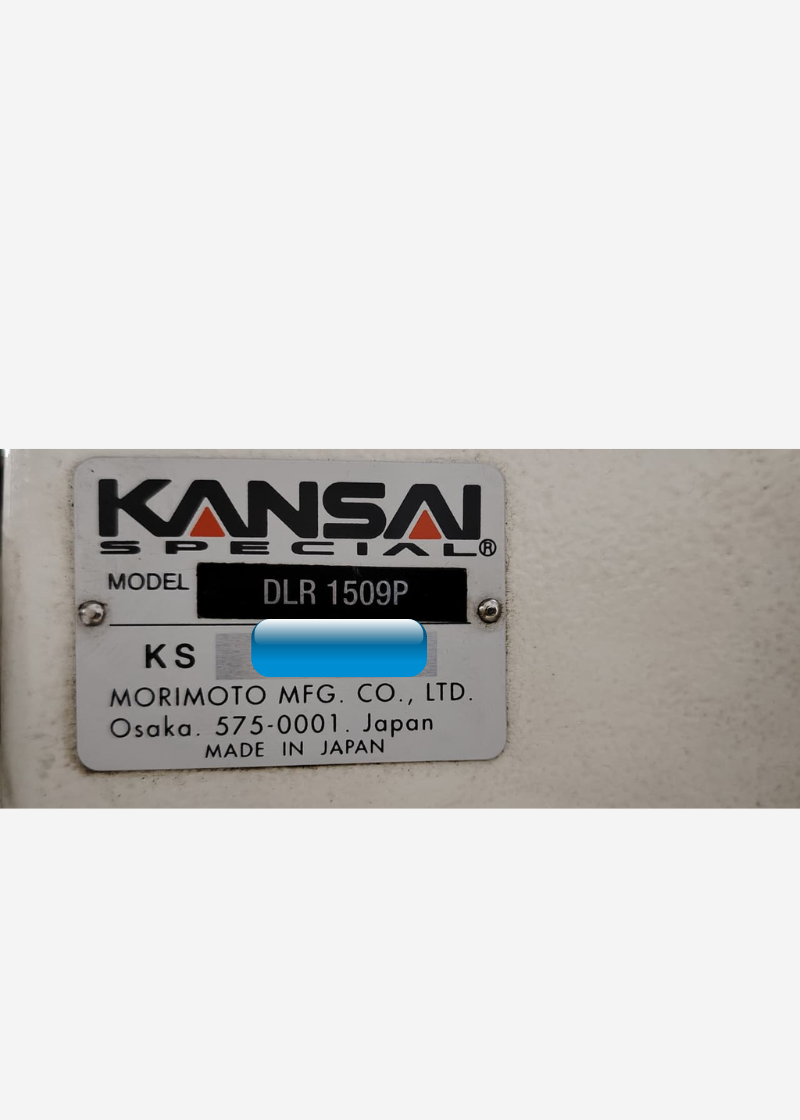 KANSAI
SPECIAL®
MODEL DLR 1509P
KS
MORIMOTO MFG. CO., LTD.
Osaka. 575-0001. Japan
MADE IN JAPAN